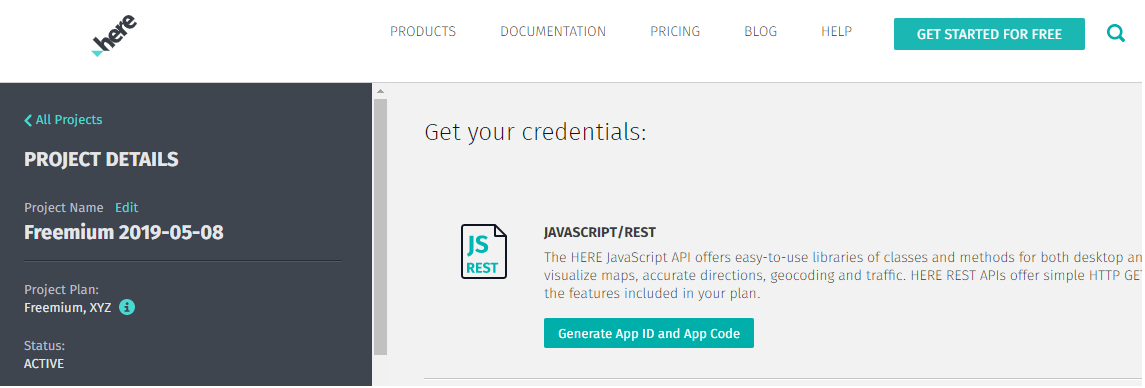 here
PRODUCTS
DOCUMENTATION
PRICING
BLOG
HELP
GET STARTED FOR FREE
All Projects
PROJECT DETAILS
Project Name Edit
Freemium 2019-05-08
Project Plan:
Freemium, XYZ i
Status:
ACTIVE
Get your credentials:
JS
REST
JAVASCRIPT/REST
The HERE JavaScript API offers easy-to-use libraries of classes and methods for both desktop an
visualize maps, accurate directions, geocoding and traffic. HERE REST APIs offer simple HTTP GE
the features included in your plan.
Generate App ID and App Code